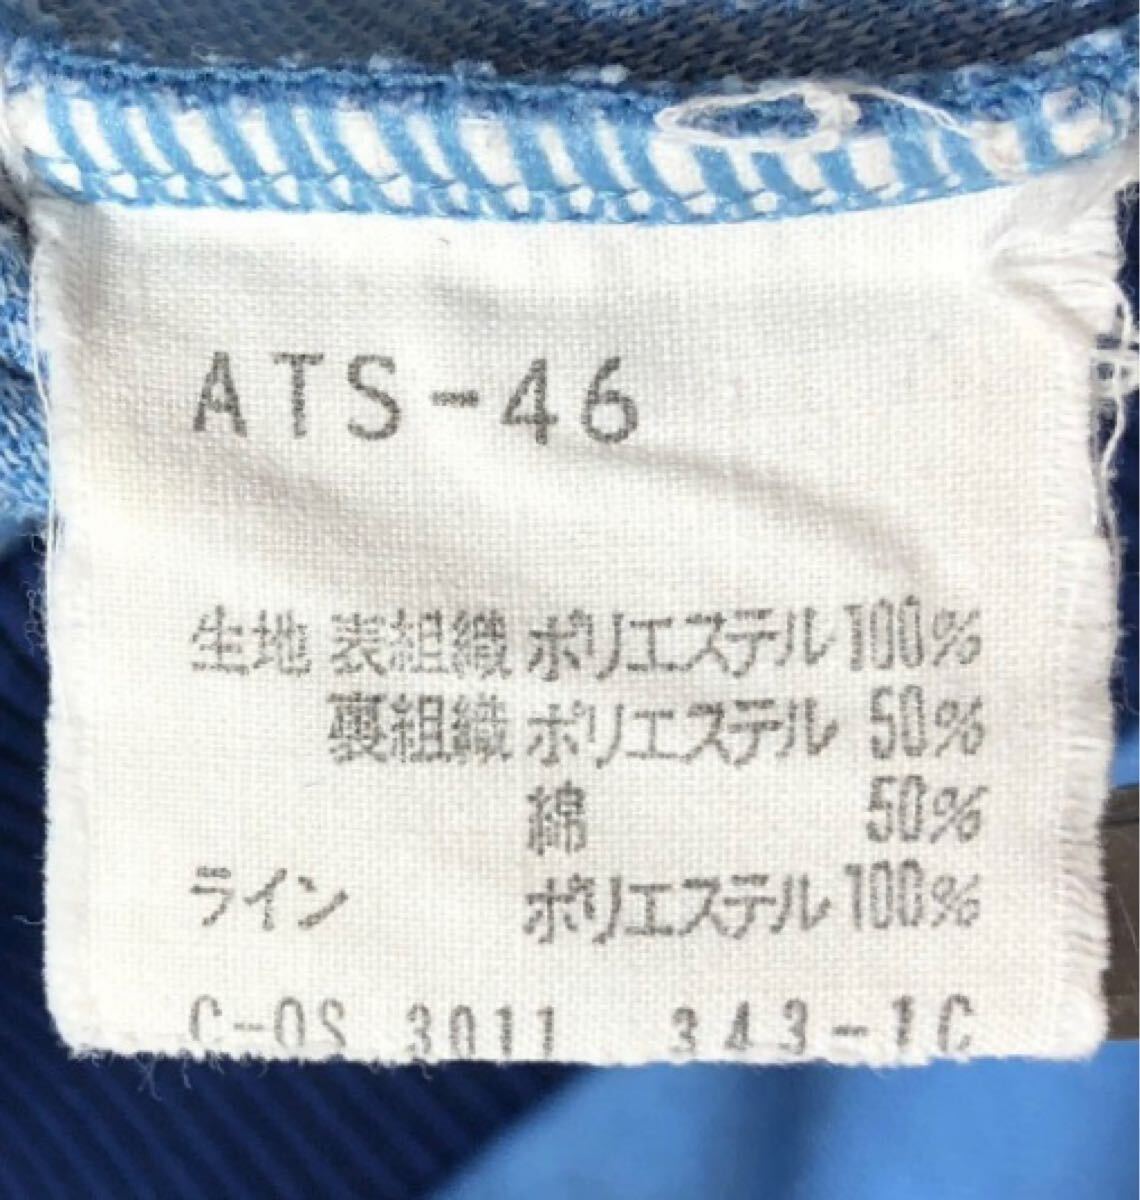 ATS-46
生地 表組織 ポリエステル 100%
裏組織 ポリエステル 50%
綿 50%
ライン ポリエステル 100%
C-OS 3011 343-1C